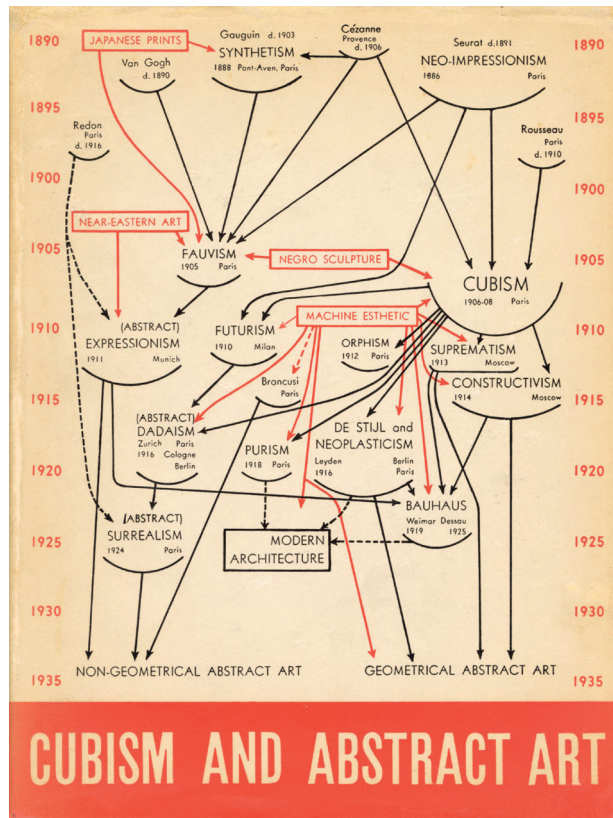 1890
JAPANESE PRINTS
Van Gogh
d. 1890
Gauguin d. 1903
SYNTHETISM
1888 Pont-Aven, Paris
Cézanne
Provence
d. 1906
Seurat d.1891
NEO-IMPRESSIONISM
1886 Paris
1890
1895
1895
Redon
Paris
d. 1916
Rousseau
Paris
d. 1910
1900
1900
NEAR-EASTERN ART
1905
FAUVISM
1905 Paris
NEGRO SCULPTURE
CUBISM
1906-08 Paris
1905
1910
(ABSTRACT)
EXPRESSIONISM
1911 Munich
FUTURISM
1910 Milan
MACHINE ESTHETIC
ORPHISM
1912 Paris
SUPREMATISM
1913 Moscow
1910
Brancusi
Paris
CONSTRUCTIVISM
1914 Moscow
1915
1915
(ABSTRACT)
DADAISM
Zurich Paris
1916 Cologne
Berlin
PURISM
1918 Paris
DE STIJL and
NEOPLASTICISM
Leyden Berlin
1916 Paris
1920
1920
BAUHAUS
Weimar Dessau
1919 1925
(ABSTRACT)
SURREALISM
1924 Paris
MODERN
ARCHITECTURE
1925
1925
1930
1930
NON-GEOMETRICAL ABSTRACT ART
GEOMETRICAL ABSTRACT ART
1935
1935
CUBISM AND ABSTRACT ART